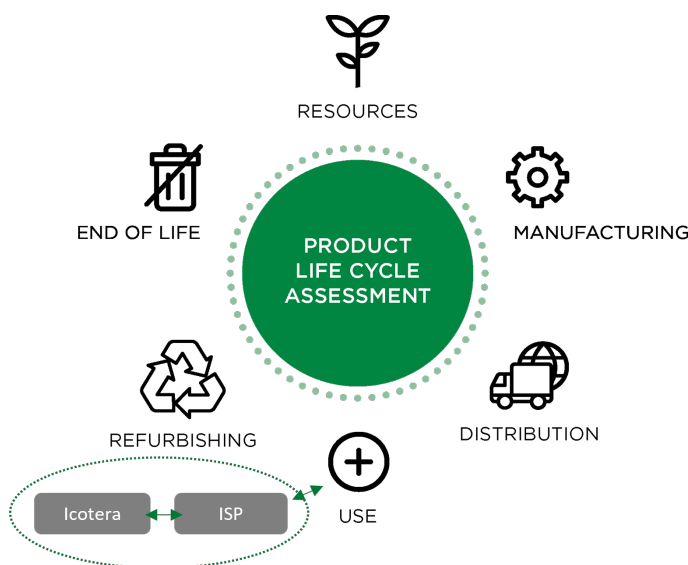 RESOURCES
END OF LIFE
MANUFACTURING
PRODUCT
LIFE CYCLE
ASSESSMENT
REFURBISHING
DISTRIBUTION
Icotera
ISP
USE